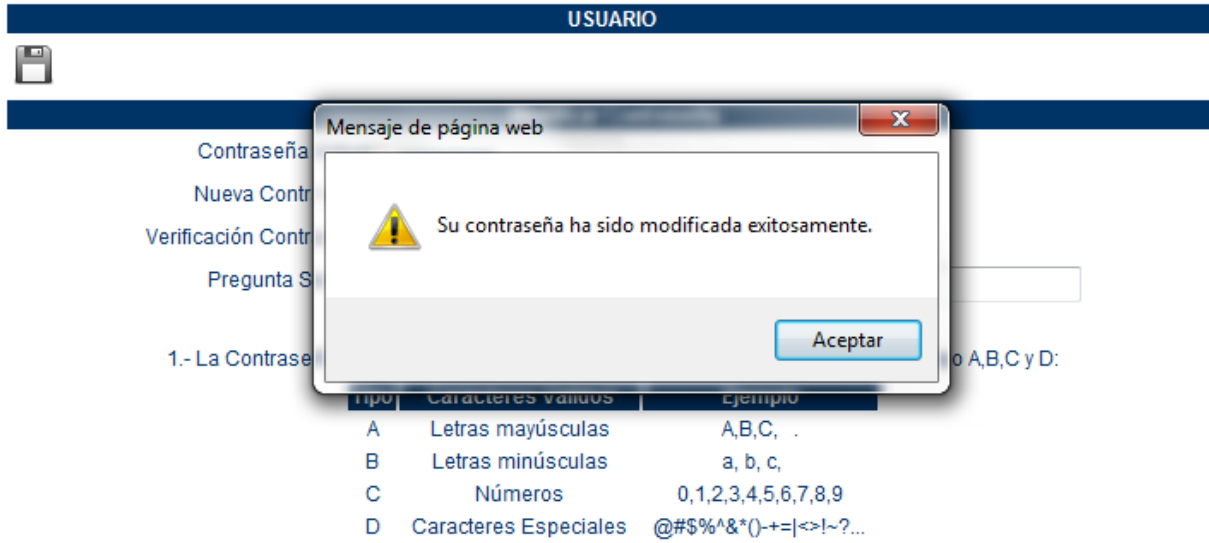 USUARIO
Mensaje de página web
Contraseña
Nueva Contr
Su contraseña ha sido modificada exitosamente.
Verificación Contr
Pregunta S
Aceptar
1.- La Contrase
o A,B,C y D:
Tipo Caracteres Válidos Ejemplo
A Letras mayúsculas A,B,C, .
B Letras minúsculas a, b, c,
C Números 0,1,2,3,4,5,6,7,8,9
D Caracteres Especiales @#$%^&*()-+=|<>!~?...